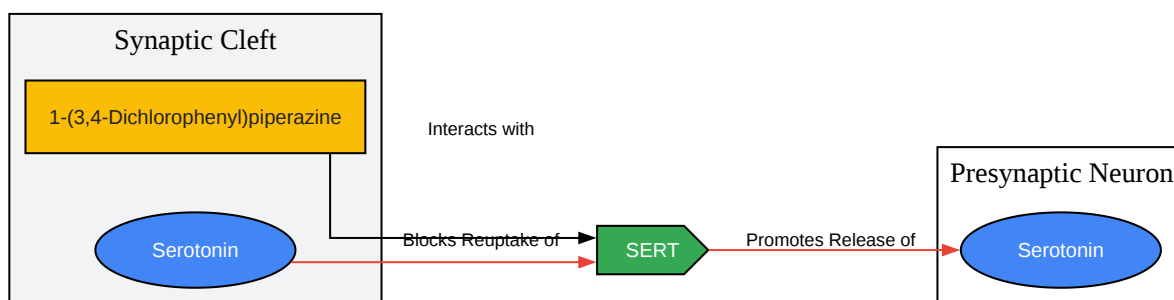 Synaptic Cleft
1-(3,4-Dichlorophenyl)piperazine
Interacts with
Presynaptic Neuron
Serotonin
Blocks Reuptake of
SERT
Promotes Release of
Serotonin